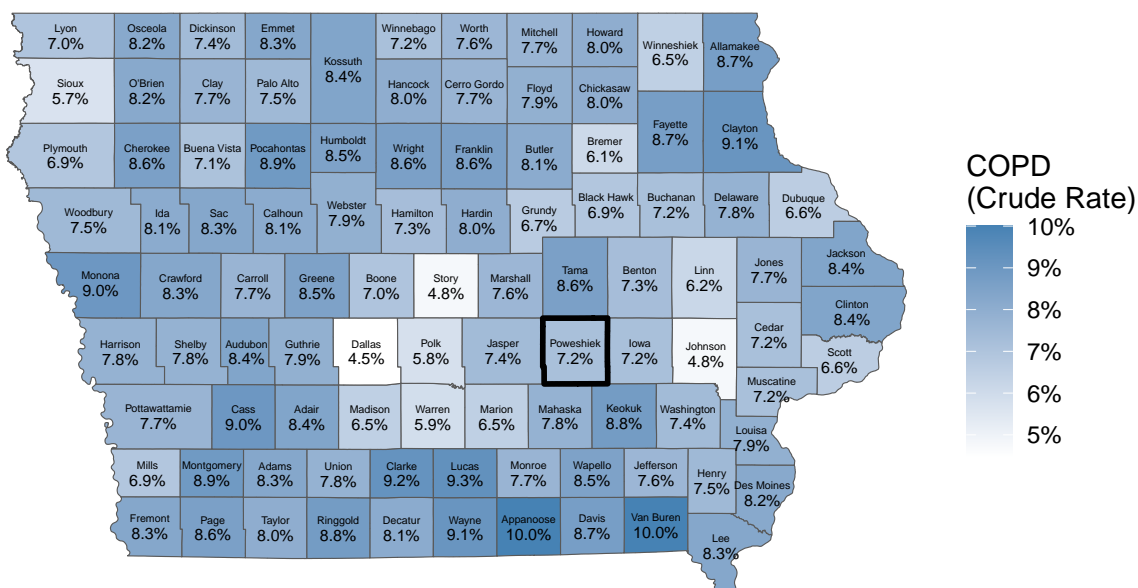 Lyon
7.0%
Osceola
8.2%
Dickinson
7.4%
Emmet
8.3%
Kossuth
8.4%
Winnebago
7.2%
Worth
7.6%
Mitchell
7.7%
Howard
8.0%
Winneshiek
6.5%
Allamakee
8.7%
Sioux
5.7%
O'Brien
8.2%
Clay
7.7%
Palo Alto
7.5%
Hancock
8.0%
Cerro Gordo
7.7%
Floyd
7.9%
Chickasaw
8.0%
Plymouth
6.9%
Cherokee
8.6%
Buena Vista
7.1%
Pocahontas
8.9%
Humboldt
8.5%
Wright
8.6%
Franklin
8.6%
Butler
8.1%
Bremer
6.1%
Fayette
8.7%
Clayton
9.1%
Woodbury
7.5%
Ida
8.1%
Sac
8.3%
Calhoun
8.1%
Webster
7.9%
Hamilton
7.3%
Hardin
8.0%
Grundy
6.7%
Black Hawk
6.9%
Buchanan
7.2%
Delaware
7.8%
Dubuque
6.6%
Monona
9.0%
Crawford
8.3%
Carroll
7.7%
Greene
8.5%
Boone
7.0%
Story
4.8%
Marshall
7.6%
Tama
8.6%
Benton
7.3%
Linn
6.2%
Jones
7.7%
Jackson
8.4%
Clinton
8.4%
Harrison
7.8%
Shelby
7.8%
Audubon
8.4%
Guthrie
7.9%
Dallas
4.5%
Polk
5.8%
Jasper
7.4%
Poweshiek
7.2%
Iowa
7.2%
Johnson
4.8%
Cedar
7.2%
Scott
6.6%
Muscatine
7.2%
Pottawattamie
7.7%
Cass
9.0%
Adair
8.4%
Madison
6.5%
Warren
5.9%
Marion
6.5%
Mahaska
7.8%
Keokuk
8.8%
Washington
7.4%
Louisa
7.9%
Mills
6.9%
Montgomery
8.9%
Adams
8.3%
Union
7.8%
Clarke
9.2%
Lucas
9.3%
Monroe
7.7%
Wapello
8.5%
Jefferson
7.6%
Henry
7.5%
Des Moines
8.2%
Fremont
8.3%
Page
8.6%
Taylor
8.0%
Ringgold
8.8%
Decatur
8.1%
Wayne
9.1%
Appanoose
10.0%
Davis
8.7%
Van Buren
10.0%
Lee
8.3%
COPD
(Crude Rate)
10%
9%
8%
7%
6%
5%